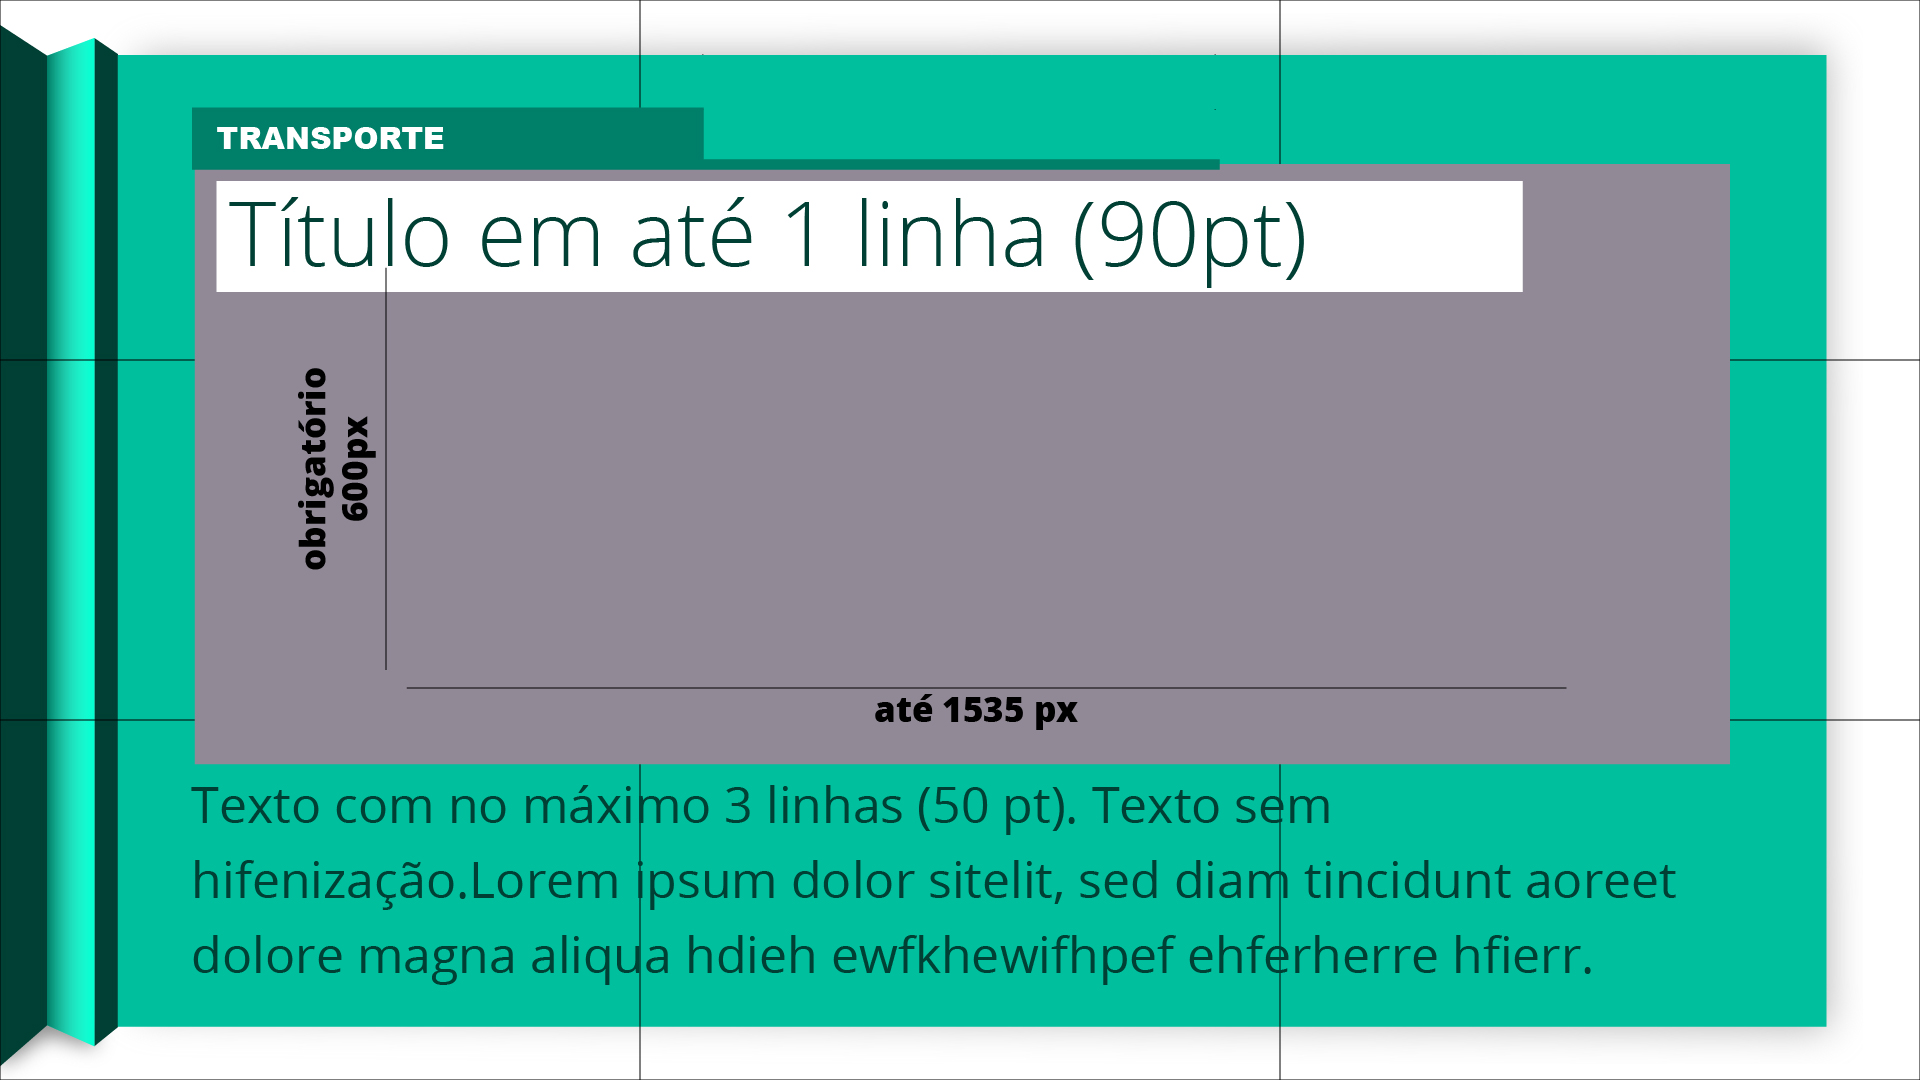 TRANSPORTE
Título em até 1 linha (90pt)
obrigatório
600px
até 1535 px
Texto com no máximo 3 linhas (50 pt). Texto sem
hifenização.Lorem ipsum dolor sitelit, sed diam tincidunt aoreet
dolore magna aliqua hdieh ewfkhewifhpef ehferherre hfierr.